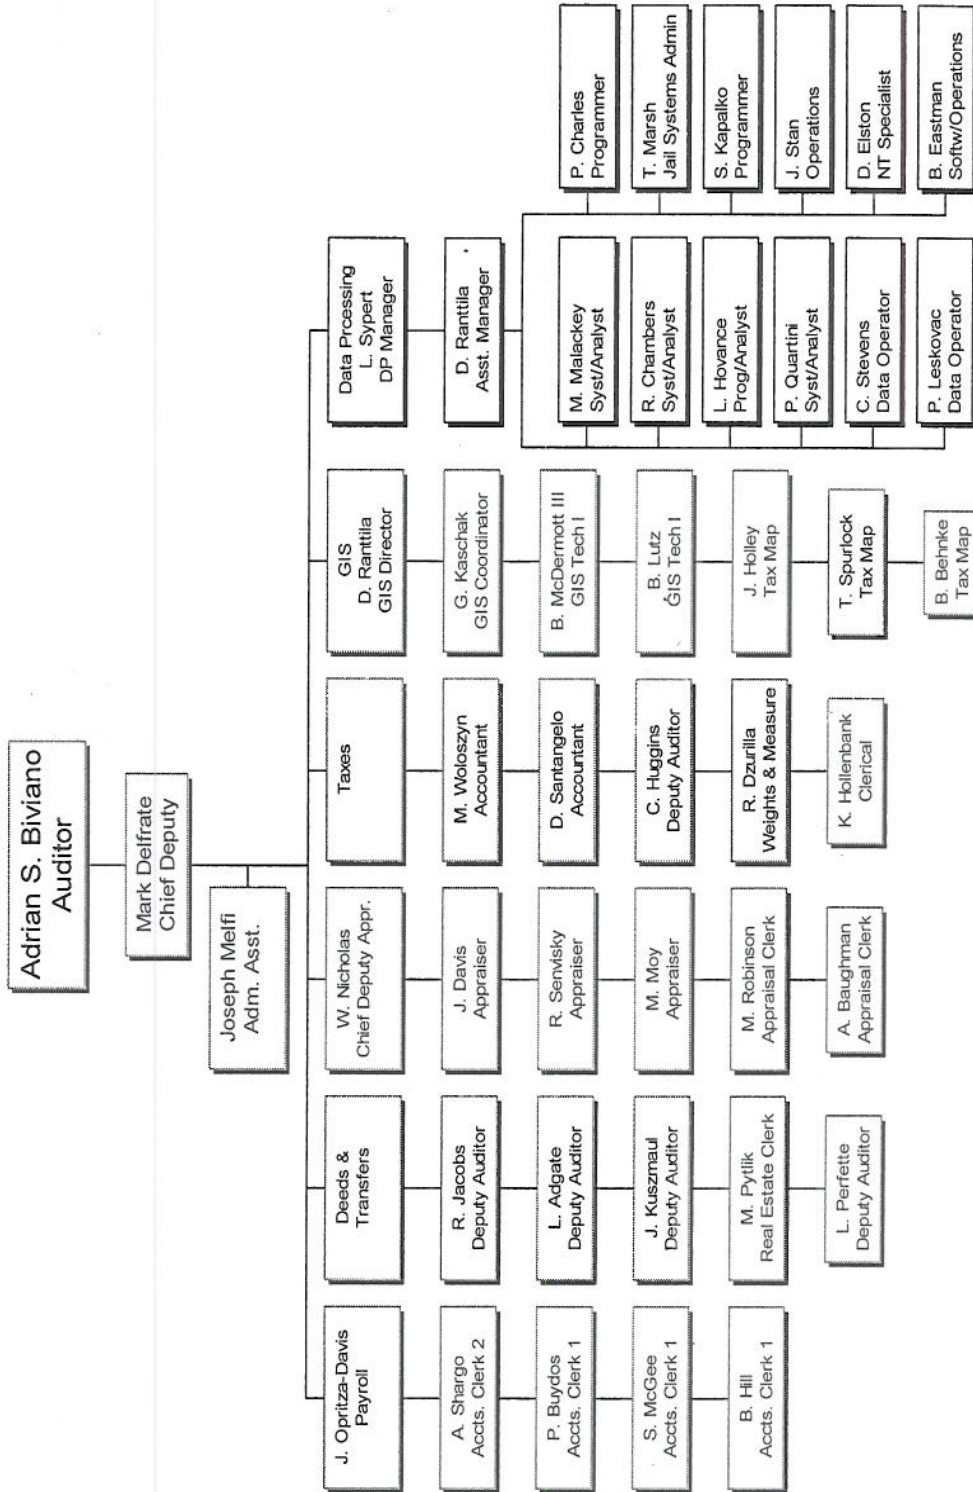 Adrian S. Biviano
Auditor
Mark Delfrate
Chief Deputy
Joseph Melfi
Adm. Asst.
J. Opritza-Davis
Payroll
A. Shargo
Accts. Clerk 2
P. Buydos
Accts. Clerk 1
S. McGee
Accts. Clerk 1
B. Hill
Accts. Clerk 1
Deeds &
Transfers
R. Jacobs
Deputy Auditor
L. Adgate
Deputy Auditor
J. Kuszmaul
Deputy Auditor
M. Pytlik
Real Estate Clerk
L. Perfette
Deputy Auditor
W. Nicholas
Chief Deputy Appr.
J. Davis
Appraiser
R. Senvisky
Appraiser
M. Moy
Appraiser
M. Robinson
Appraisal Clerk
A. Baughman
Appraisal Clerk
Taxes
M. Woloszyn
Accountant
D. Santangelo
Accountant
C. Huggins
Deputy Auditor
R. Dzurilla
Weights & Measure
K. Hollenbank
Clerical
GIS
D. Ranttila
GIS Director
G. Kaschak
GIS Coordinator
B. McDermott III
GIS Tech I
B. Lutz
GIS Tech I
J. Holley
Tax Map
T. Spurlock
Tax Map
B. Behnke
Tax Map
Data Prcessing
L. Sypert
DP Manager
D. Ranttila
Asst. Manager
M. Malackey
Syst/Analyst
R. Chambers
Syst/Analyst
L. Hovance
Prog/Analyst
P. Quartini
Syst/Analyst
C. Stevens
Data Operator
P. Leskovac
Data Operator
P. Charles
Programmer
T. Marsh
Jail Systems Admin
S. Kapalko
Programmer
J. Stan
Operations
D. Elston
NT Specialist
B. Eastman
Softw/Operations